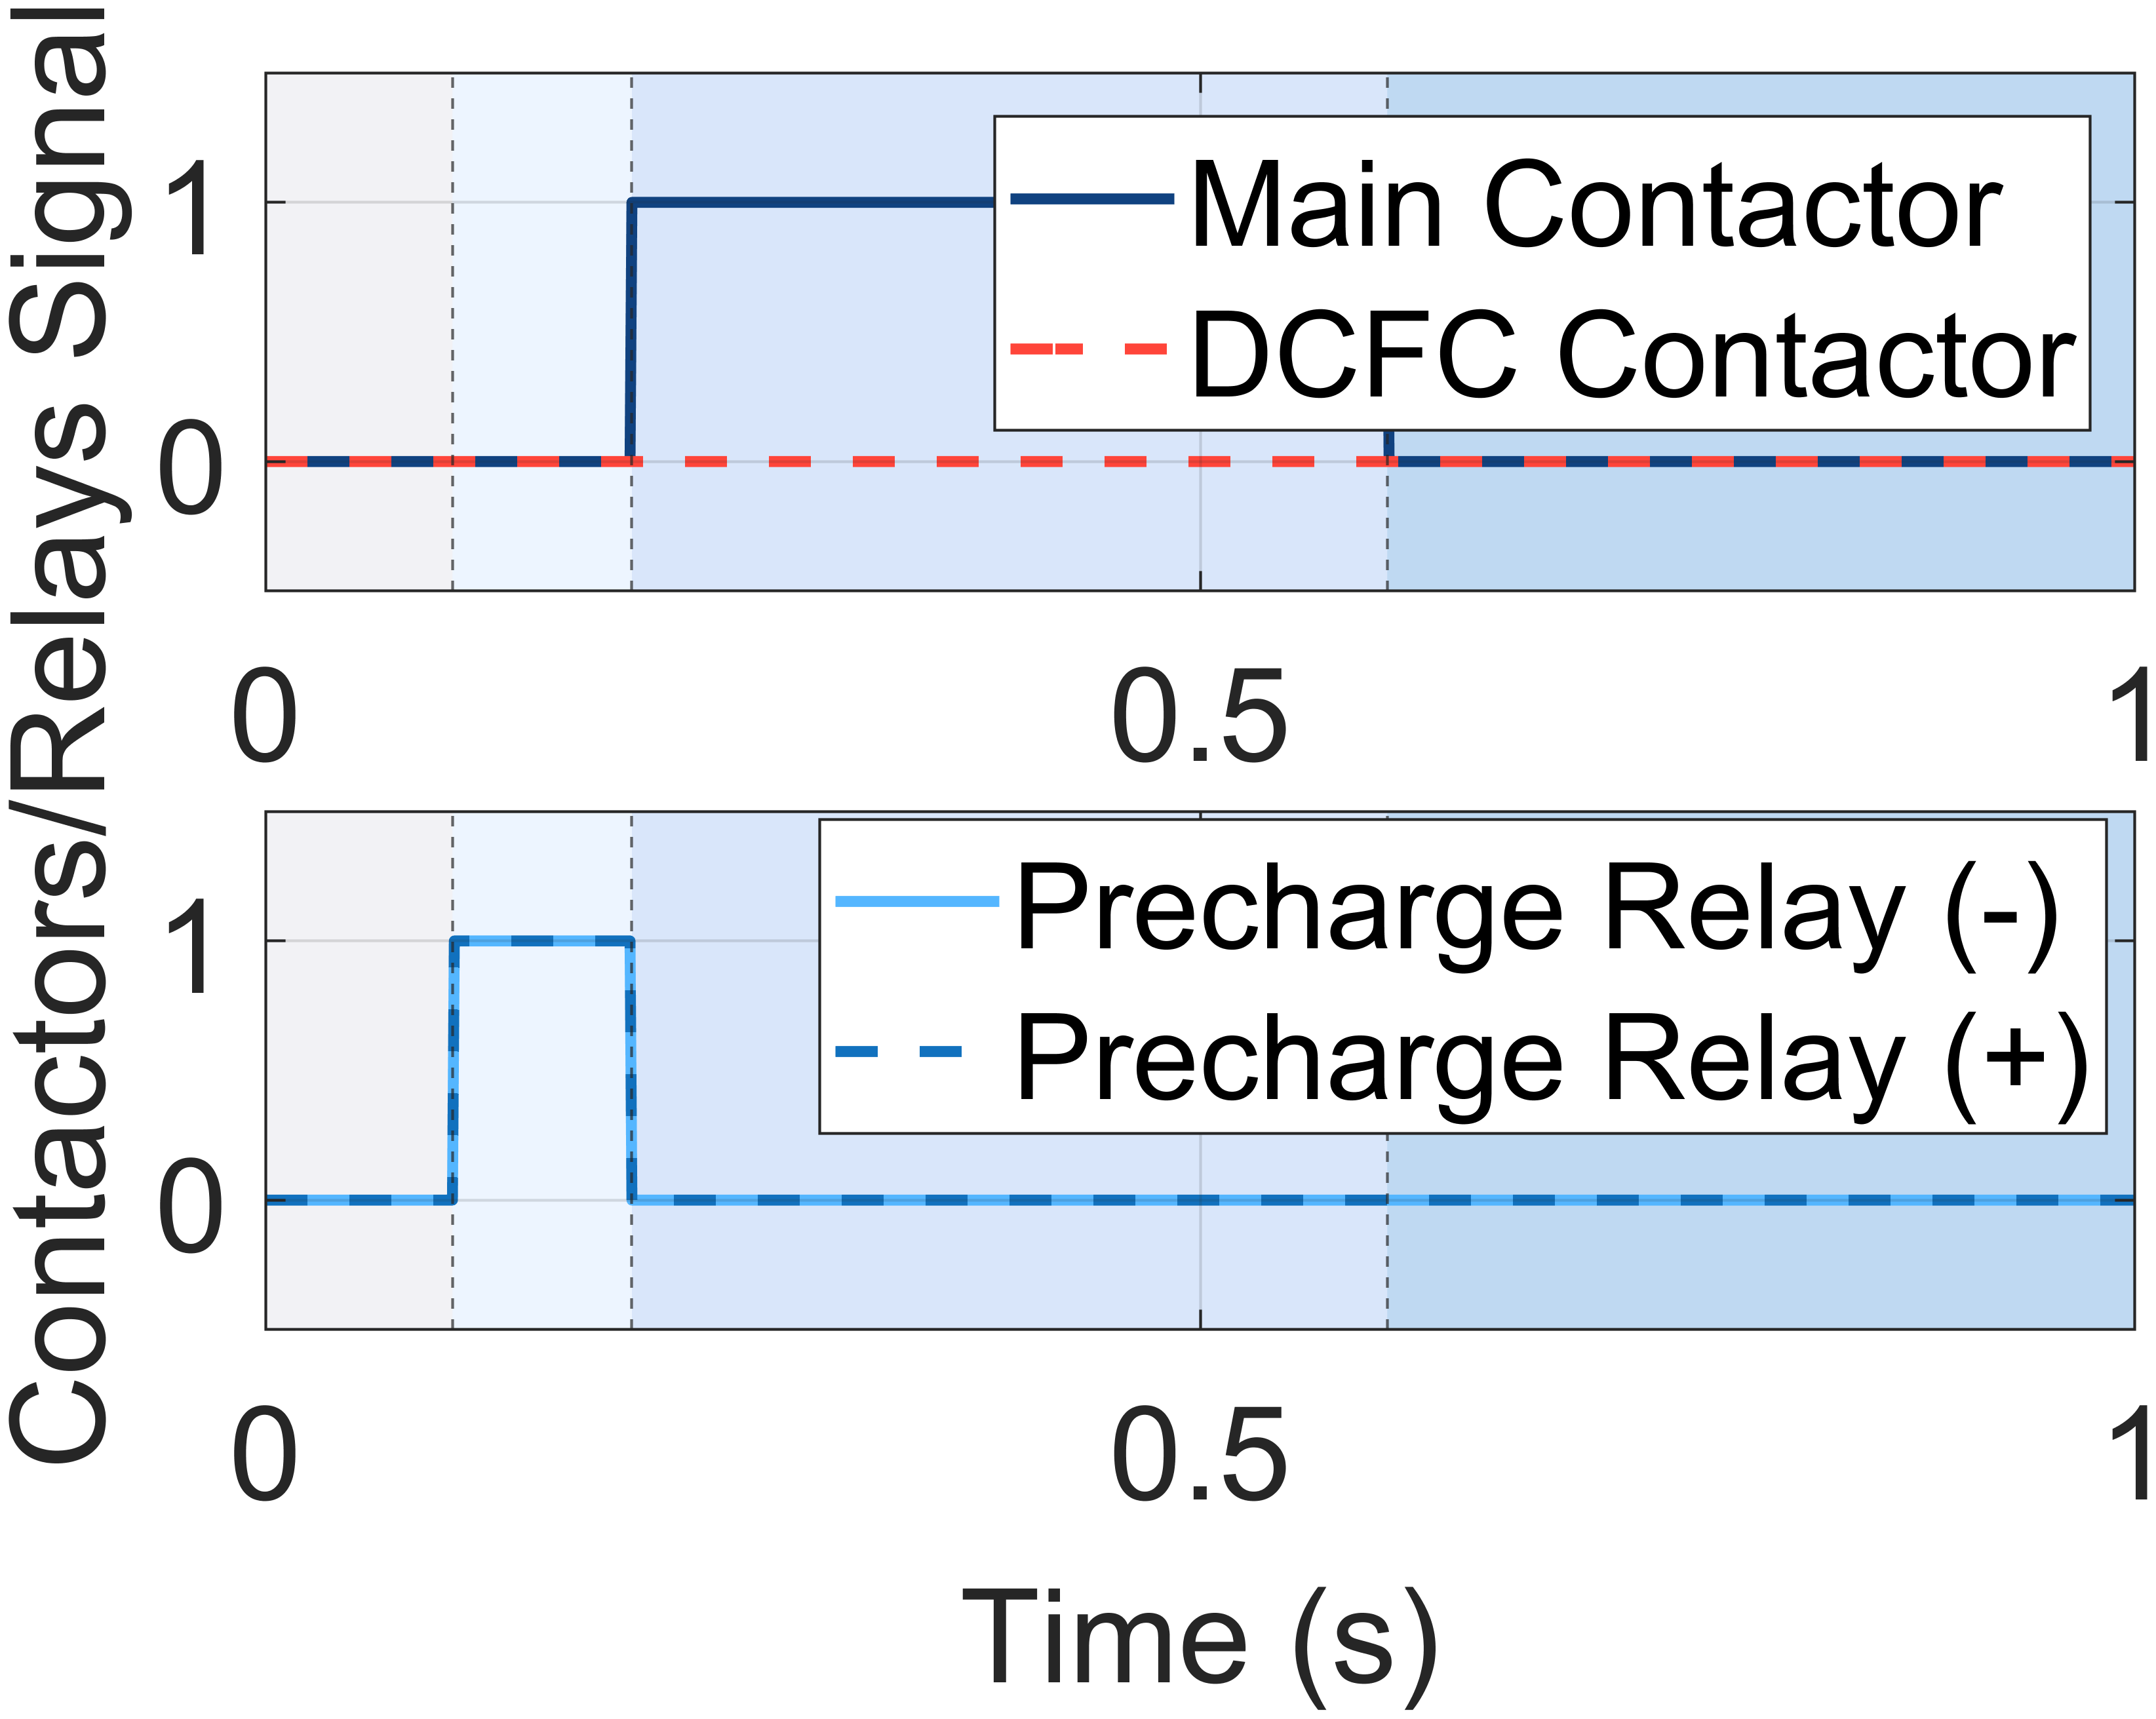 Contactors/Relays Signal
1
Main Contactor
DCFC Contactor
0
0 0.5 1
1
Precharge Relay (-)
Precharge Relay (+)
0
0 0.5 1
Time (s)